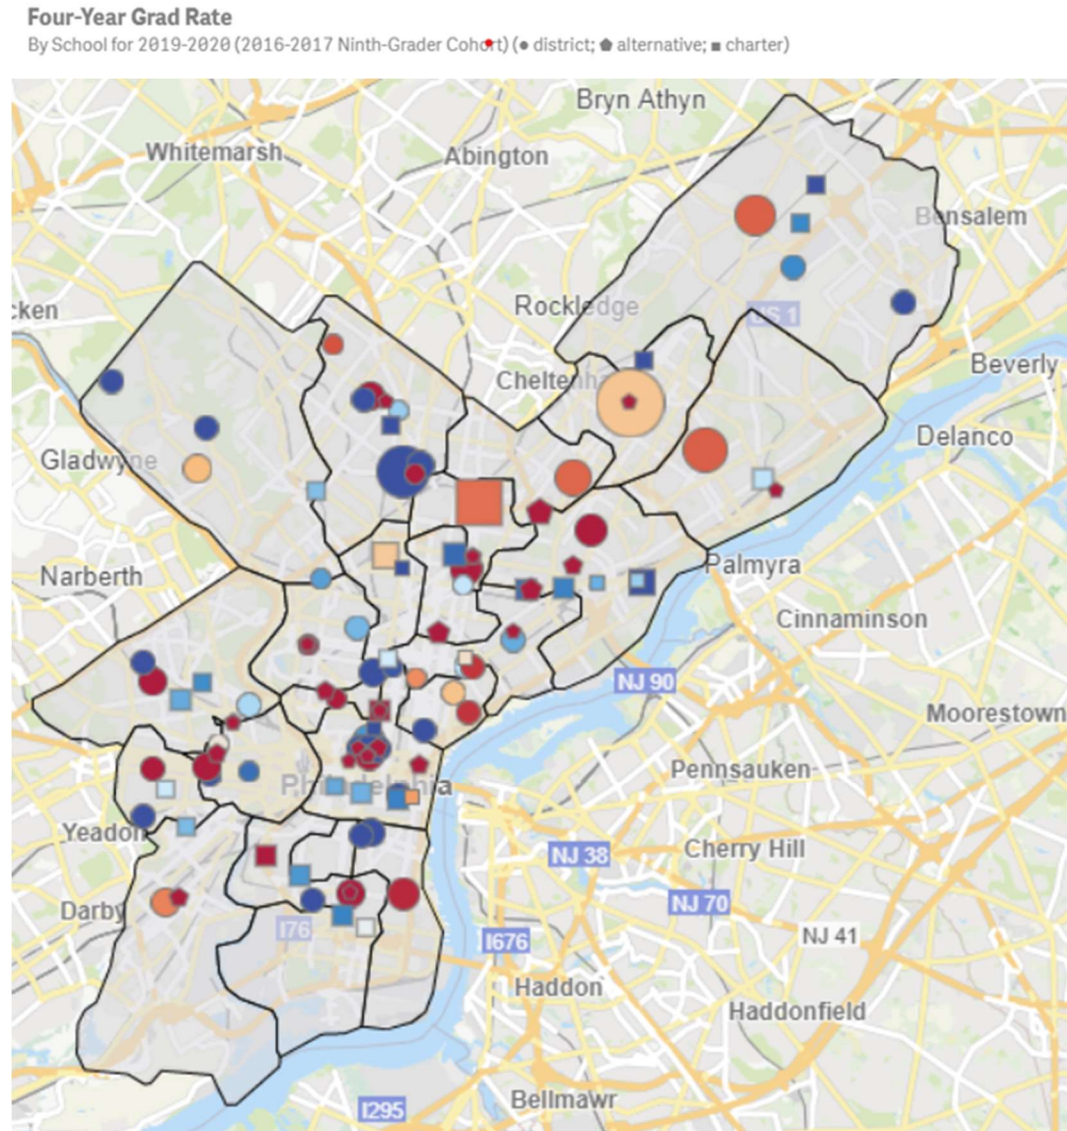 Four-Year Grad Rate
By School for 2019-2020 (2016-2017 Ninth-Grader Cohort) (● district; ⬟ alternative; ■ charter)
Bryn Athyn
Whitemarsh
Abington
Bensalem
cken
Rockledge
US 1
Beverly
Delanco
Gladwyne
Narberth
Palmyra
Cinnaminson
NJ 90
Moorestown
Pennsauken
Philadelphia
Yeadon
NJ 38
Cherry Hill
Darby
NJ 70
I76
I676
NJ 41
Haddon
Haddonfield
I295
Bellmawr